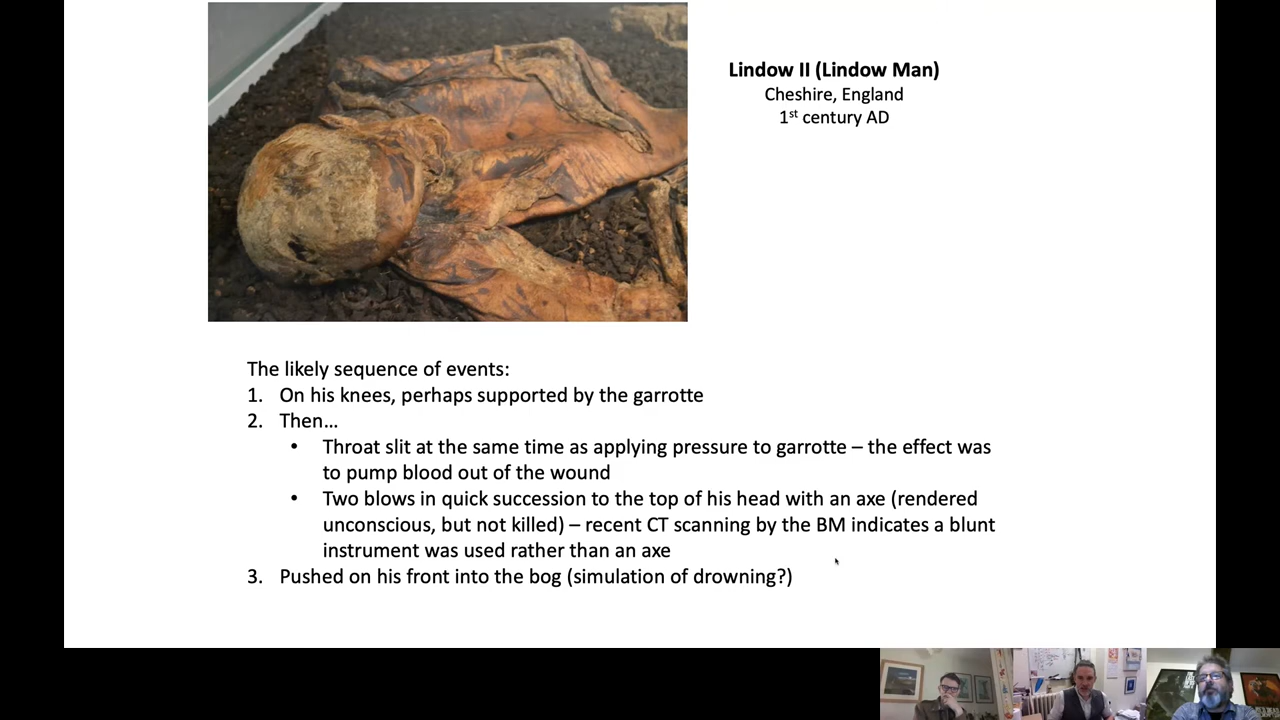 Lindow II (Lindow Man)
Cheshire, England
1st century AD
The likely sequence of events:
1. On his knees, perhaps supported by the garrotte
2. Then…
• Throat slit at the same time as applying pressure to garrotte – the effect was
to pump blood out of the wound
• Two blows in quick succession to the top of his head with an axe (rendered
unconscious, but not killed) – recent CT scanning by the BM indicates a blunt
instrument was used rather than an axe
3. Pushed on his front into the bog (simulation of drowning?)